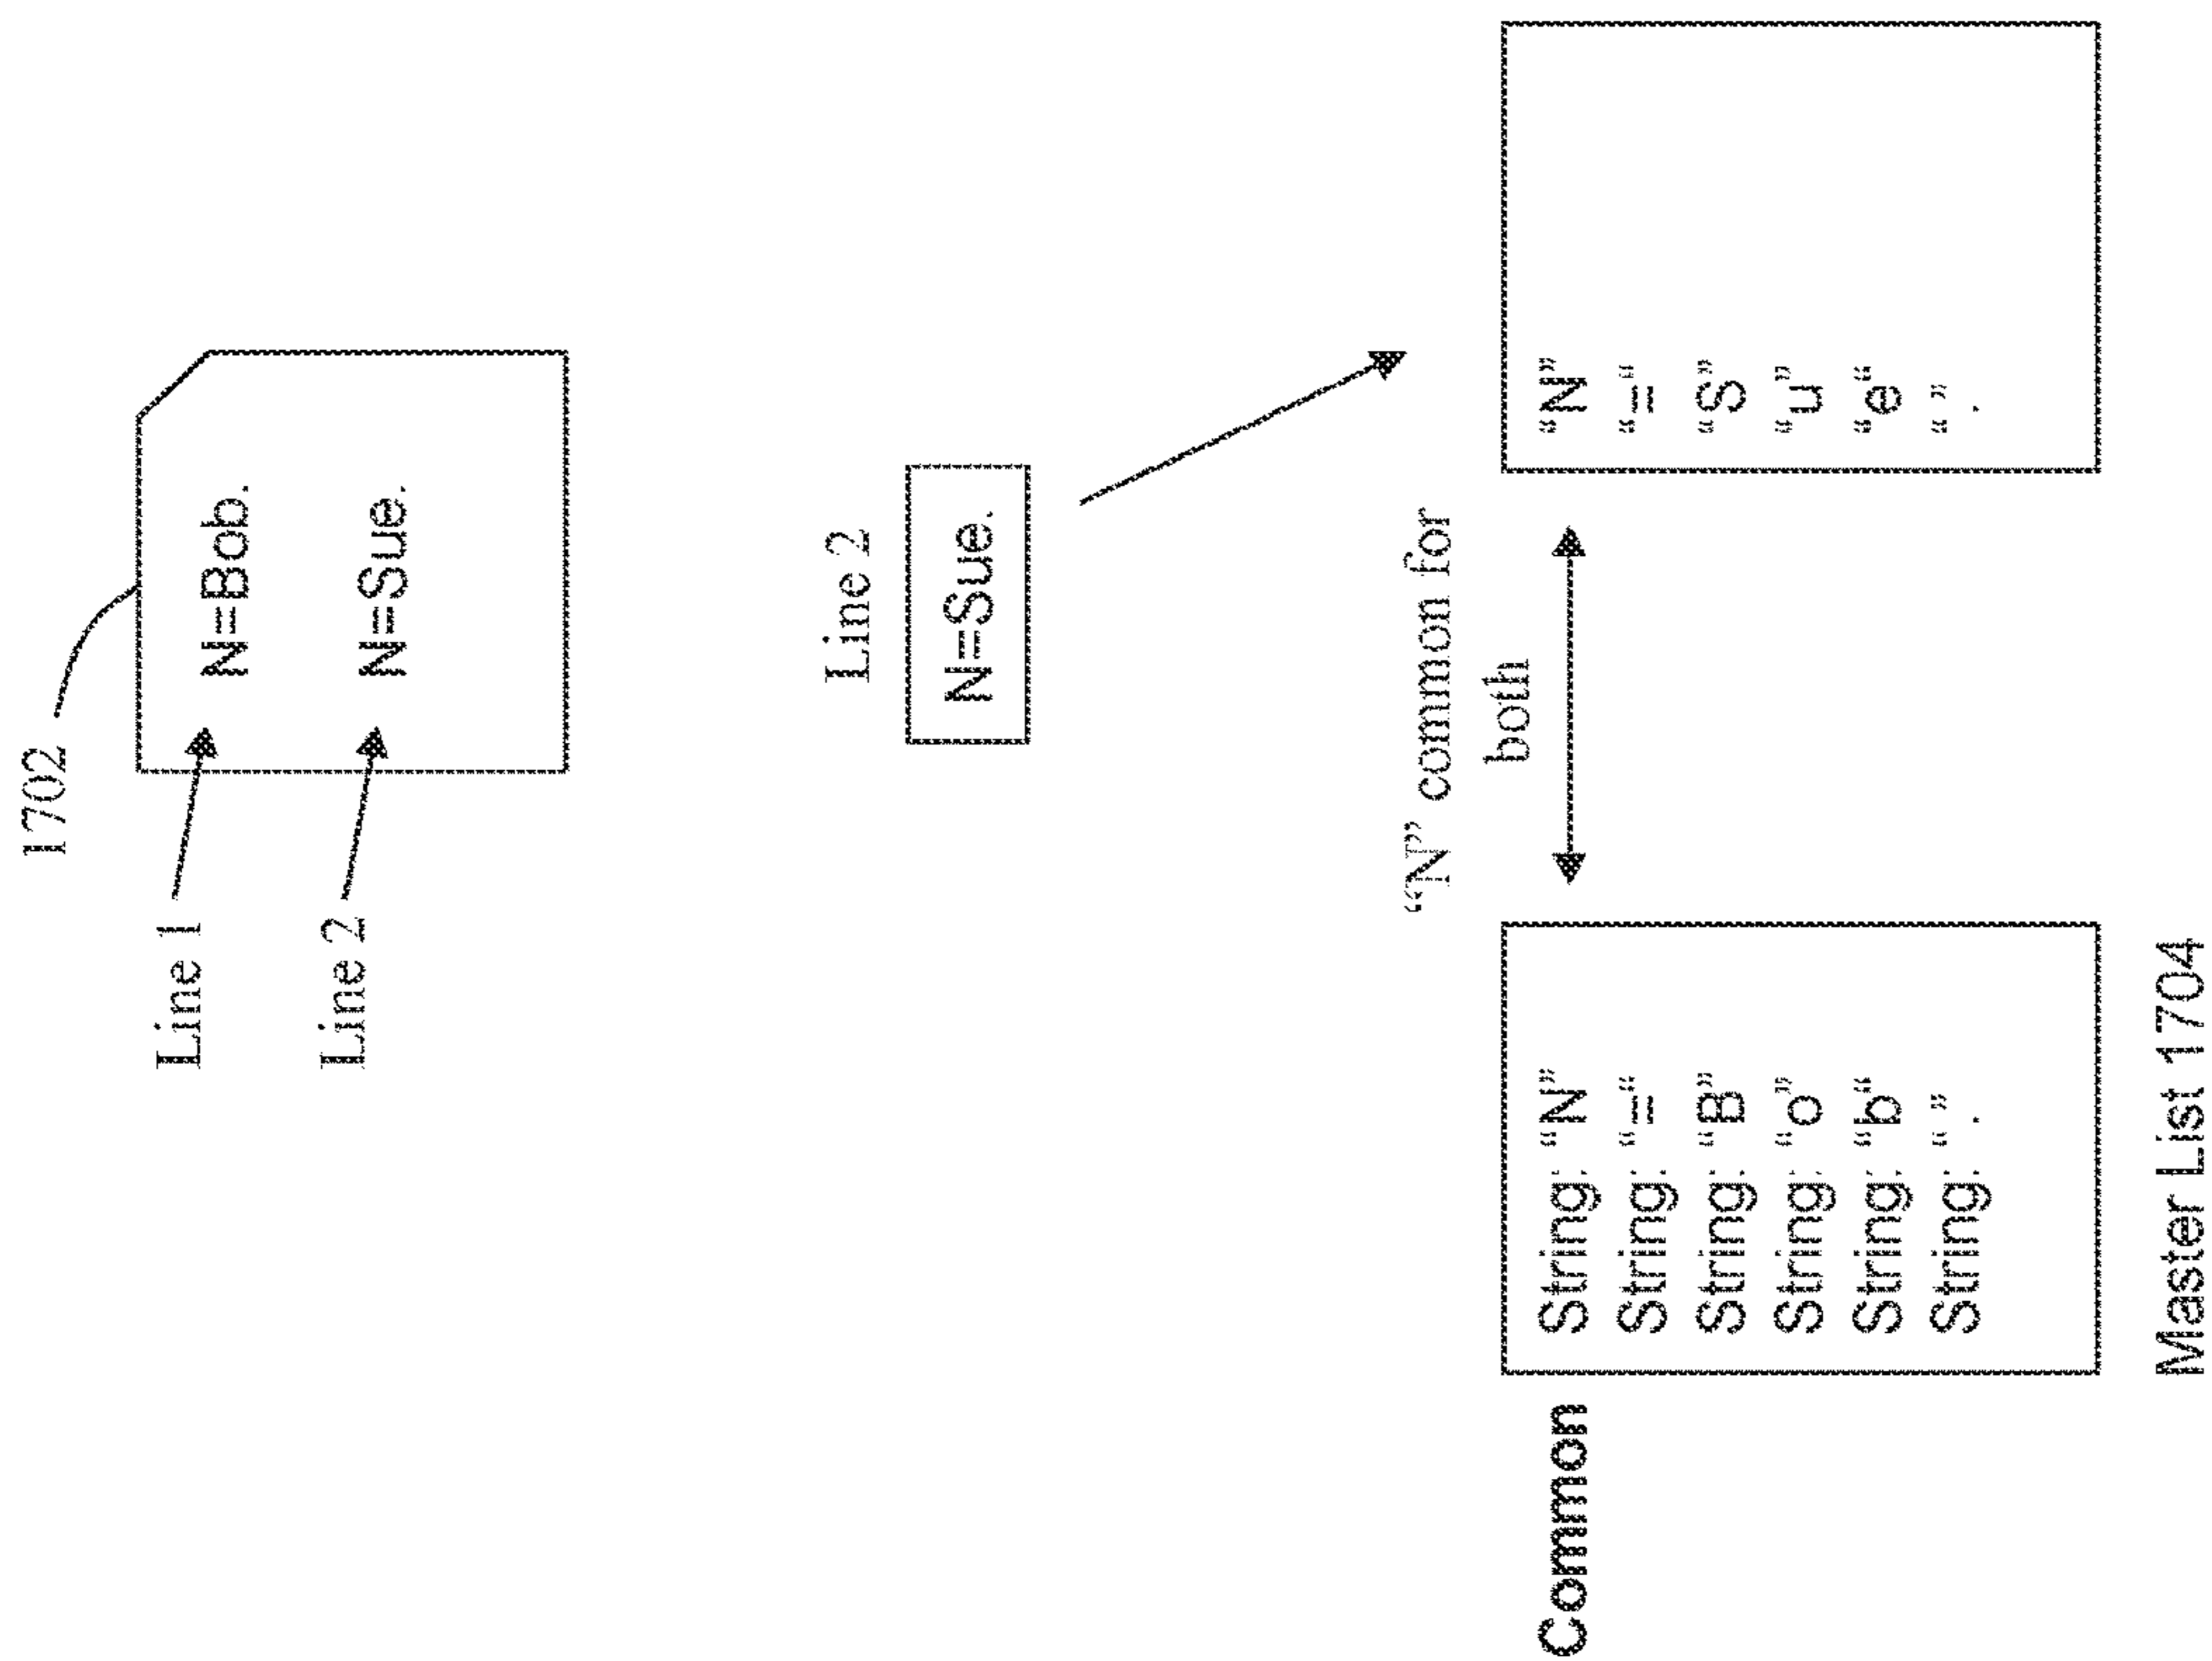 1702
Line 1
N=Bob.
Line 2
N=Sue.
Line 2
N=Sue.
“N” common for
both
Common
String: “N”
String: “=“
String: “B”
String: “o”
String: “b“
String: “.”
“N”
“=“
“S”
“u”
“e“
“.”
Master List 1704